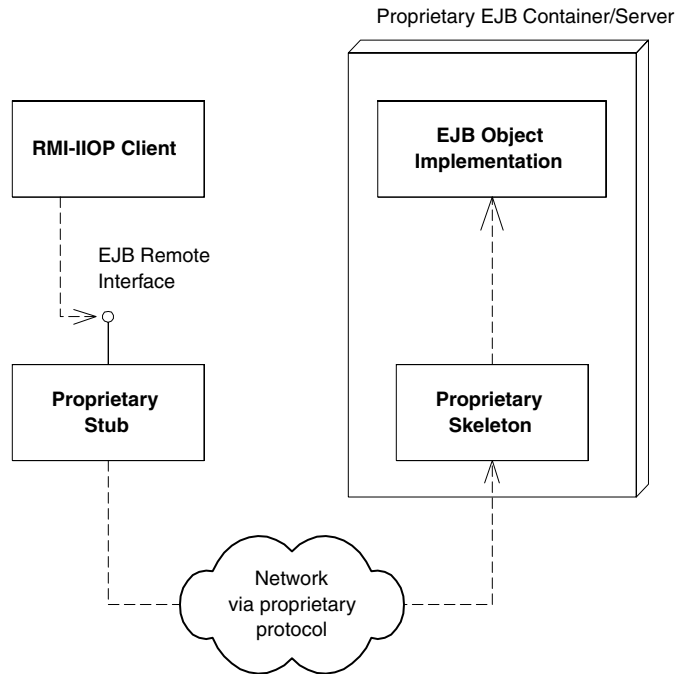 Proprietary EJB Container/Server
RMI-IIOP Client
EJB Object
Implementation
EJB Remote
Interface
Proprietary
Stub
Proprietary
Skeleton
Network
via proprietary
protocol